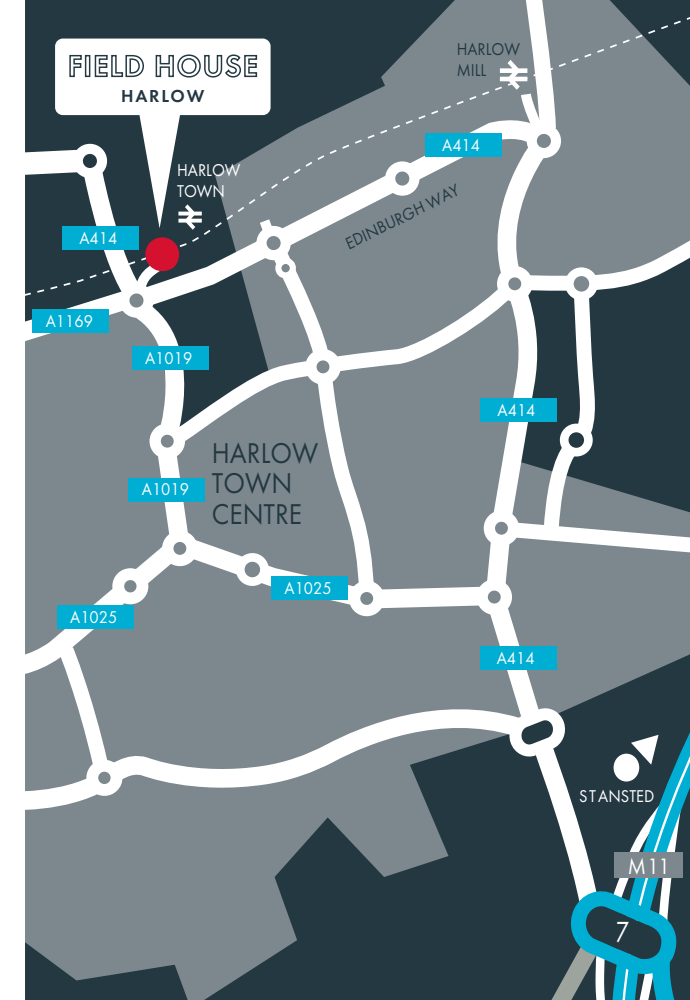 FIELD HOUSE
HARLOW
HARLOW
MILL
A414
HARLOW
TOWN
EDINBURGH WAY
A414
A1169
A1019
A414
HARLOW
TOWN
CENTRE
A1019
A1025
A1025
A414
STANSTED
M11
7